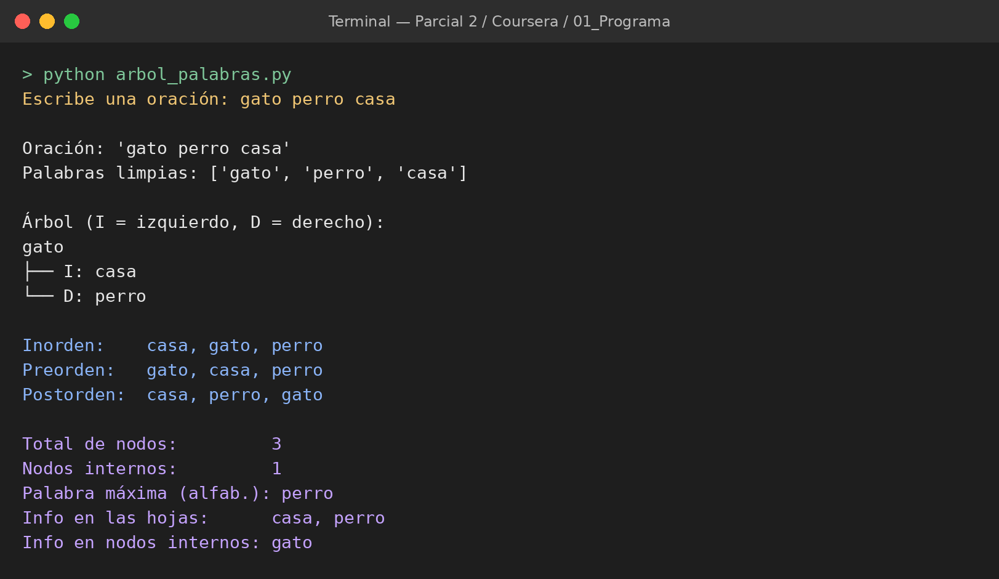 Terminal — Parcial 2 / Coursera / 01_Programa
> python arbol_palabras.py
Escribe una oración: gato perro casa
Oración: 'gato perro casa'
Palabras limpias: ['gato', 'perro', 'casa']
Árbol (I = izquierdo, D = derecho):
gato
├── I: casa
└── D: perro
Inorden:    casa, gato, perro
Preorden:   gato, casa, perro
Postorden:  casa, perro, gato
Total de nodos:         3
Nodos internos:         1
Palabra máxima (alfab.): perro
Info en las hojas:      casa, perro
Info en nodos internos: gato